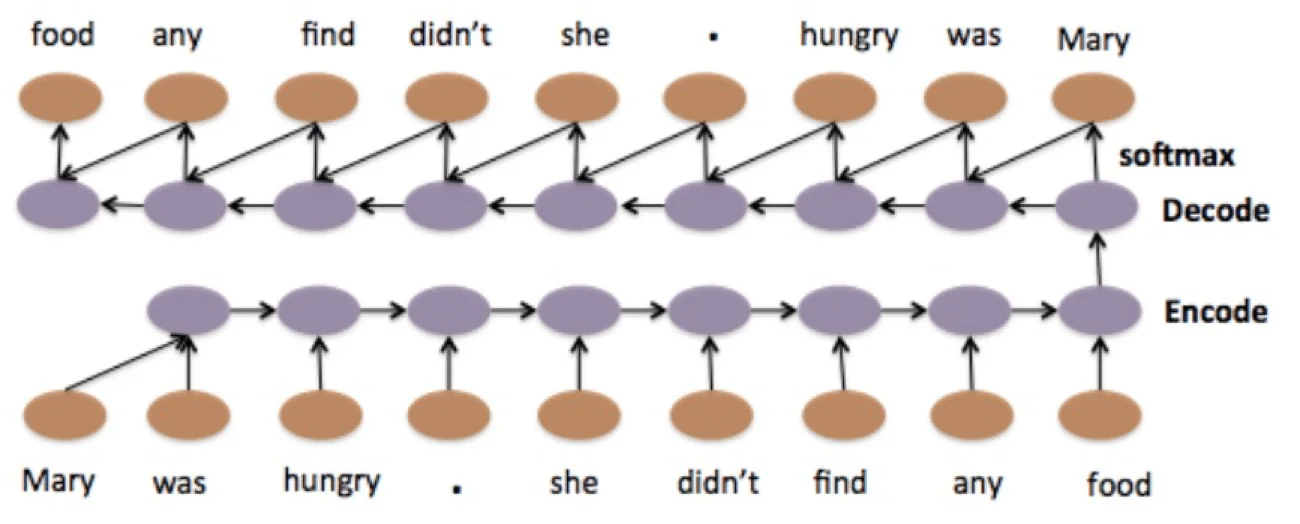 food any find didn't she . hungry was Mary
softmax
Decode
Encode
Mary was hungry . she didn't find any food